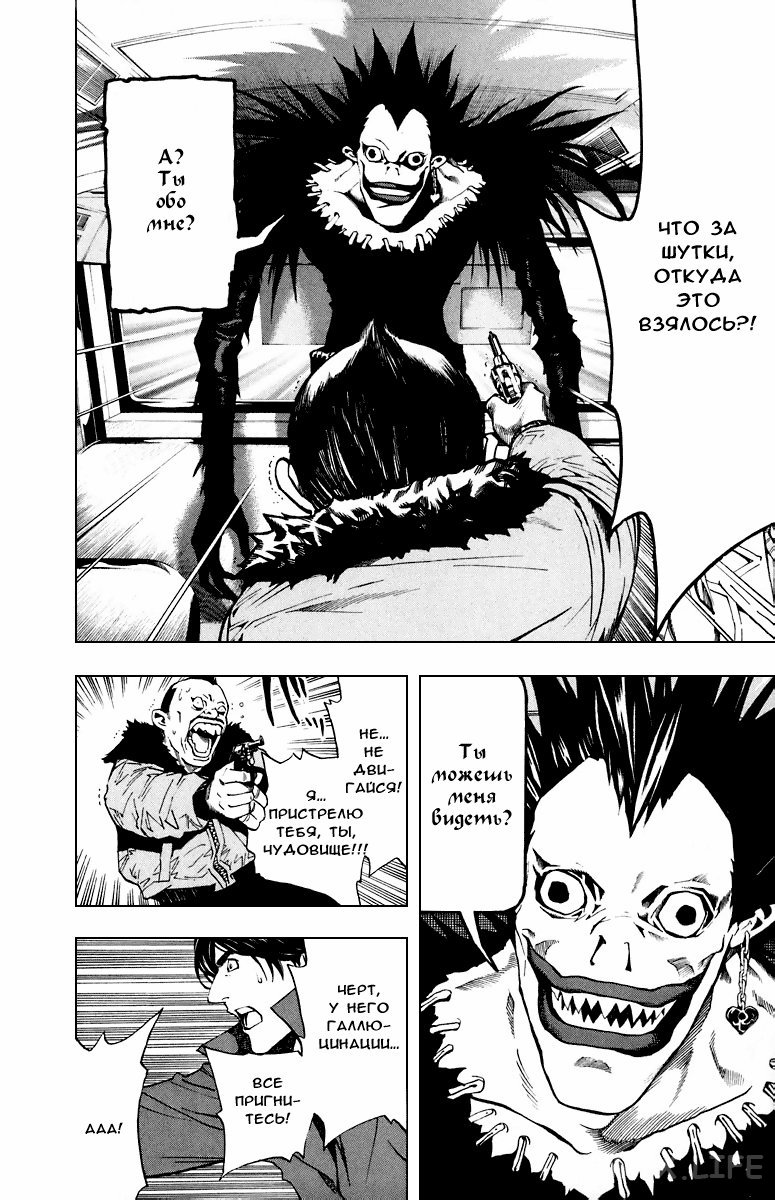 ЧТО ЗА
ШУТКИ,
ОТКУДА
ЭТО
ВЗЯЛОСЬ?!
А?
Ты
обо
мне?
Ты
можешь
меня
видеть?
НЕ...
НЕ
ДВИ-
ГАЙСЯ!
Я...
ПРИСТРЕЛЮ
ТЕБЯ, ТЫ,
ЧУДОВИЩЕ!!!
ЧЕРТ,
У НЕГО
ГАЛЛЮ-
ЦИНАЦИИ...
ВСЕ
ПРИГНИ-
ТЕСЬ!
ААА!
LIFE